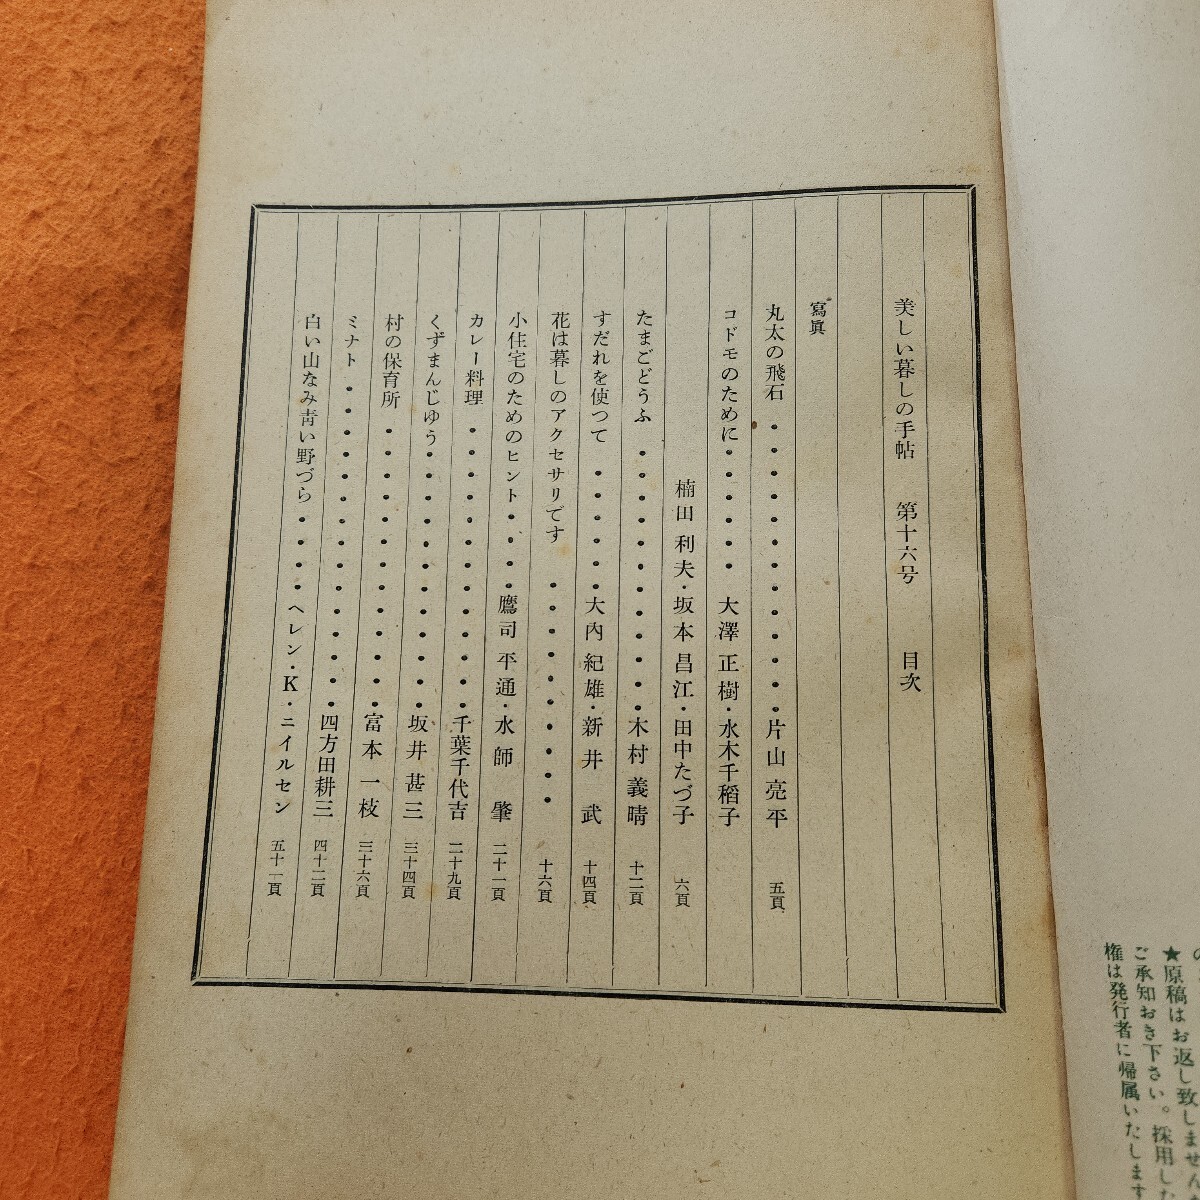 の
★原稿はお返し致しません
ご承知おき下さい。採用した
権は発行者に帰属いたします
美しい暮しの手帖 第十六号 目次
寫眞
丸太の飛石・・・・・・・・・・・・片山亮平 五頁
コドモのために・・・・・・大澤正樹・水木千稻子
楠田利夫・坂本昌江・田中たづ子 六頁
たまごどうふ・・・・・・・・・・・・木村義晴 十二頁
すだれを使つて・・・・・・大內紀雄・新井武 十四頁
花は暮しのアクセサリです・・・・・・・・・・ 十六頁
小住宅のためのヒント・・・・鷹司平通・水師肇 二十一頁
カレー料理・・・・・・・・・・・・・千葉千代吉 二十九頁
くずまんじゆう・・・・・・・・・・・坂井甚三 三十四頁
村の保育所・・・・・・・・・・・・・富本一枝 三十六頁
ミナト・・・・・・・・・・・・・・・四方田耕三 四十二頁
白い山なみ靑い野づら・・・・ヘレン・K・ニイルセン 五十一頁